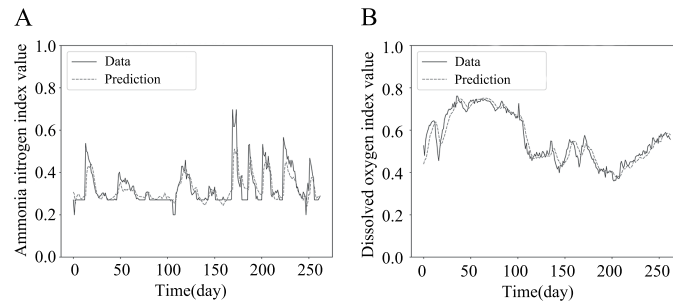 A
Ammonia nitrogen index value
1.0
0.8
0.6
0.4
0.2
0.0
Data
Prediction
0 50 100 150 200 250
Time(day)
B
Dissolved oxygen index value
1.0
0.8
0.6
0.4
0.2
0.0
Data
Prediction
0 50 100 150 200 250
Time(day)